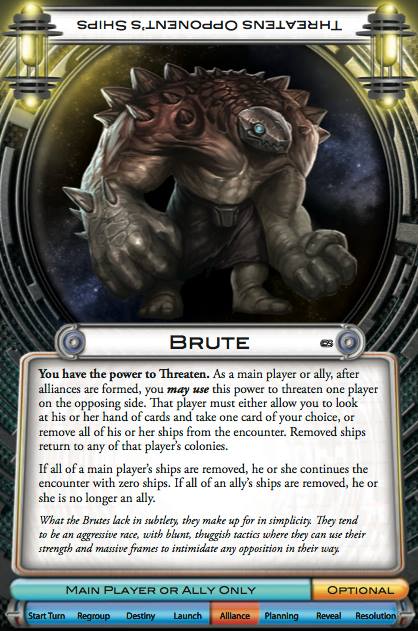 Threatens Opponent's Ships
Brute
CS
You have the power to Threaten. As a main player or ally, after
alliances are formed, you may use this power to threaten one player
on the opposing side. That player must either allow you to look
at his or her hand of cards and take one card of your choice, or
remove all of his or her ships from the encounter. Removed ships
return to any of that player's colonies.
If all of a main player's ships are removed, he or she continues the
encounter with zero ships. If all of an ally's ships are removed, he or
she is no longer an ally.
What the Brutes lack in subtlety, they make up for in simplicity. They tend
to be an aggressive race, with blunt, thuggish tactics where they can use their
strength and massive frames to intimidate any opposition in their way.
Main Player or Ally Only Optional
Start Turn Regroup Destiny Launch Alliance Planning Reveal Resolution